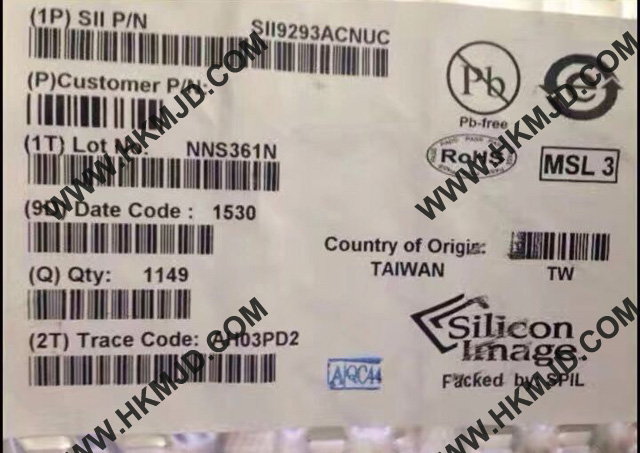 (1P) SII P/N SII9293ACNUC
(P)Customer P/N:
Pb
Pb-free
(1T) Lot NNS361N
RoHS
MSL 3
Date Code : 1530
Country of Origin:
TAIWAN
TW
(Q) Qty: 1149
(2T) Trace Code: AH03PD2
Silicon
Image
Packed by SPIL
A/QC44
WWW.HKMJD.COM
WWW.HKMJD.COM
WWW.HKMJD.COM
WWW.HKMJD.COM
WWW.HKMJD.COM
WWW.HKMJD.COM